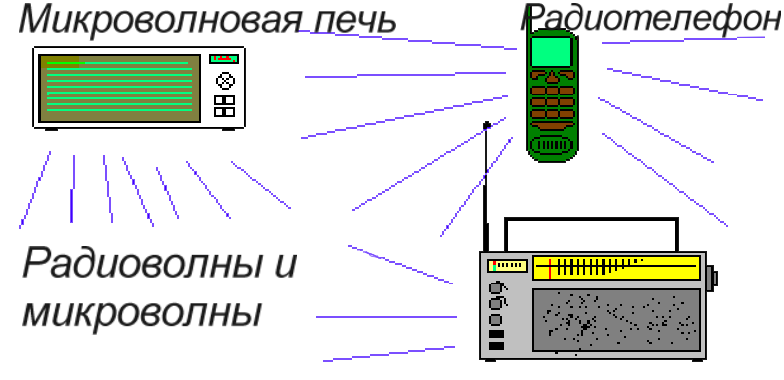 Микроволновая печь
Радиотелефон
Радиоволны и
микроволны